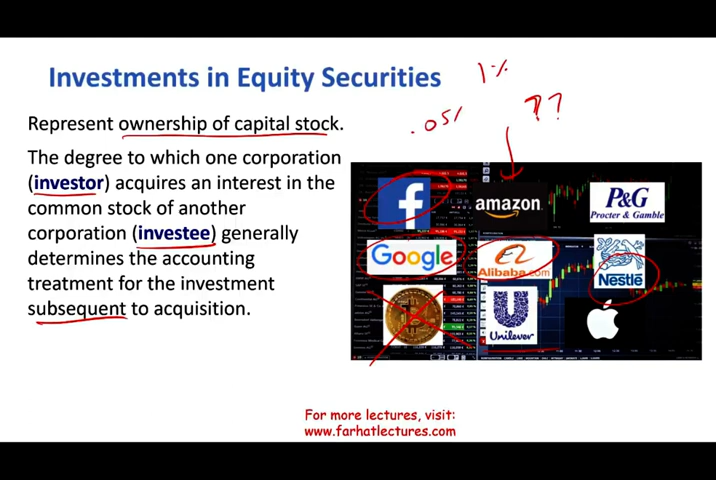 Investments in Equity Securities
1%
.05%
??
Represent ownership of capital stock.
The degree to which one corporation
(investor) acquires an interest in the
common stock of another
corporation (investee) generally
determines the accounting
treatment for the investment
subsequent to acquisition.
f
amazon
P&G
Procter & Gamble
Google
Alibaba.com
Nestle
Unilever
For more lectures, visit:
www.farhatlectures.com